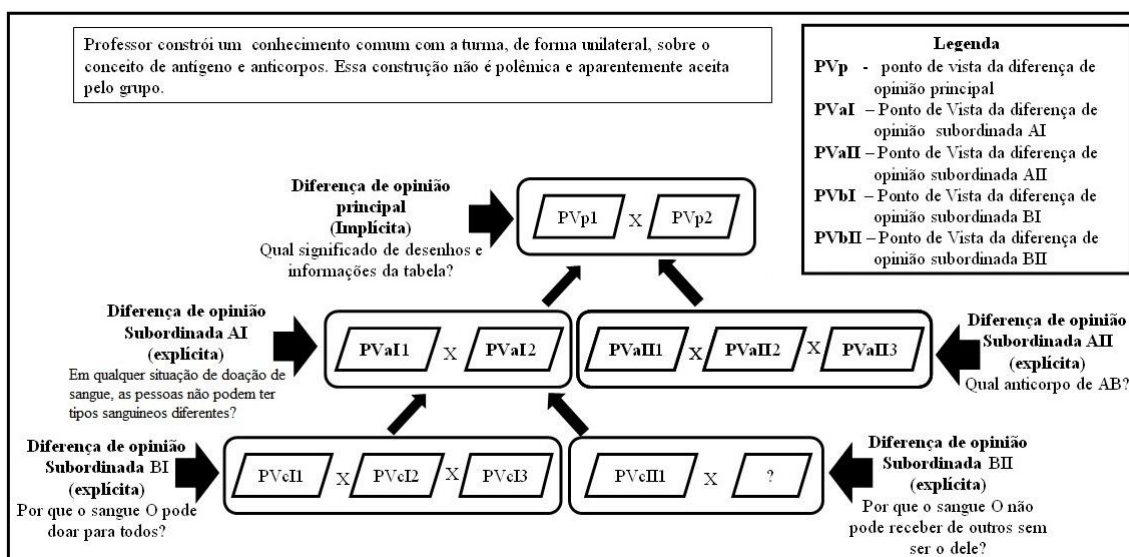 Professor constrói um conhecimento comum com a turma, de forma unilateral, sobre o
conceito de antígeno e anticorpos. Essa construção não é polêmica e aparentemente aceita
pelo grupo.
Legenda
PVp - ponto de vista da diferença de
opinião principal
PVaI – Ponto de Vista da diferença de
opinião subordinada AI
PVaII – Ponto de Vista da diferença de
opinião subordinada AII
PVbI – Ponto de Vista da diferença de
opinião subordinada BI
PVbII – Ponto de Vista da diferença de
opinião subordinada BII
Diferença de opinião
principal
(Implícita)
Qual significado de desenhos e
informações da tabela?
PVp1 X PVp2
Diferença de opinião
Subordinada AI
(explícita)
Em qualquer situação de doação de
sangue, as pessoas não podem ter
tipos sanguíneos diferentes?
PVaI1 X PVaI2
PVaII1 X PVaII2 X PVaII3
Diferença de opinião
Subordinada AII
(explícita)
Qual anticorpo de AB?
Diferença de opinião
Subordinada BI
(explícita)
Por que o sangue O pode
doar para todos?
PVcI1 X PVcI2 X PVcI3
PVcII1 X ?
Diferença de opinião
Subordinada BII
(explícita)
Por que o sangue O não
pode receber de outros sem
ser o dele?